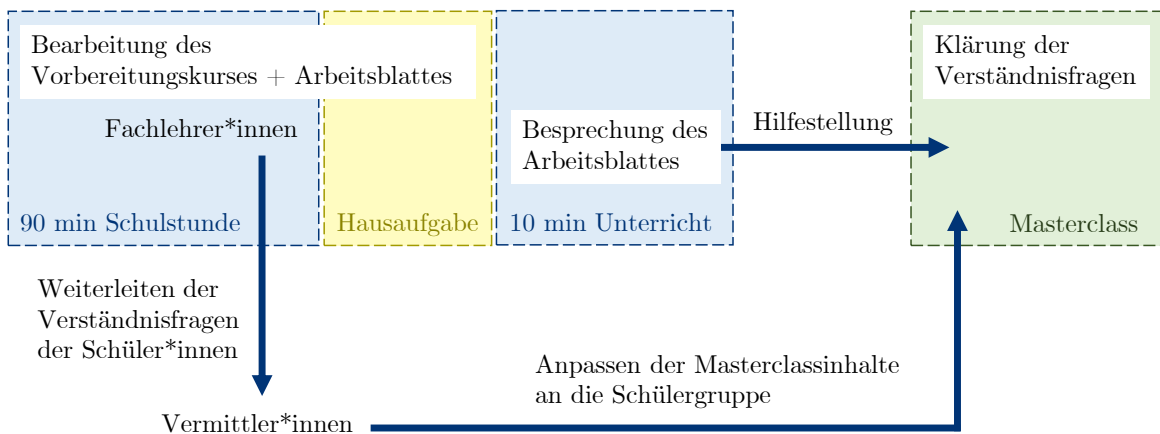 Bearbeitung des
Vorbereitungskurses + Arbeitsblattes
Fachlehrer*innen
90 min Schulstunde
Hausaufgabe
Besprechung des
Arbeitsblattes
10 min Unterricht
Hilfestellung
Klärung der
Verständnisfragen
Masterclass
Weiterleiten der
Verständnisfragen
der Schüler*innen
Vermittler*innen
Anpassen der Masterclassinhalte
an die Schülergruppe